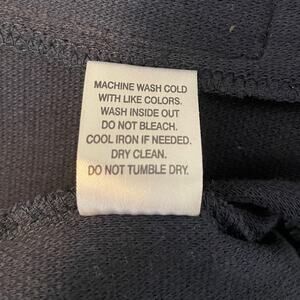 MACHINE WASH COLD
WITH LIKE COLORS.
WASH INSIDE OUT
DO NOT BLEACH.
COOL IRON IF NEEDED.
DRY CLEAN.
DO NOT TUMBLE DRY.